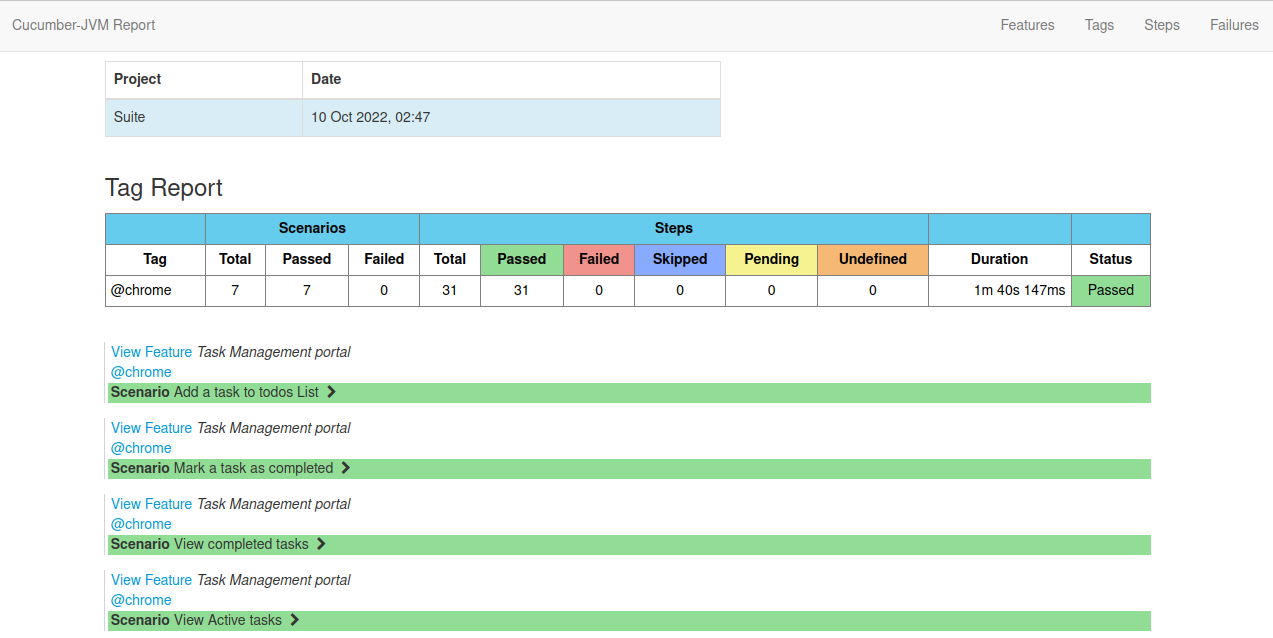 Cucumber-JVM Report Features Tags Steps Failures
Project Date
Suite 10 Oct 2022, 02:47
Tag Report
Scenarios Steps
Tag Total Passed Failed Total Passed Failed Skipped Pending Undefined Duration Status
@chrome 7 7 0 31 31 0 0 0 0 1m 40s 147ms Passed
View Feature Task Management portal
@chrome
Scenario Add a task to todos List
View Feature Task Management portal
@chrome
Scenario Mark a task as completed
View Feature Task Management portal
@chrome
Scenario View completed tasks
View Feature Task Management portal
@chrome
Scenario View Active tasks